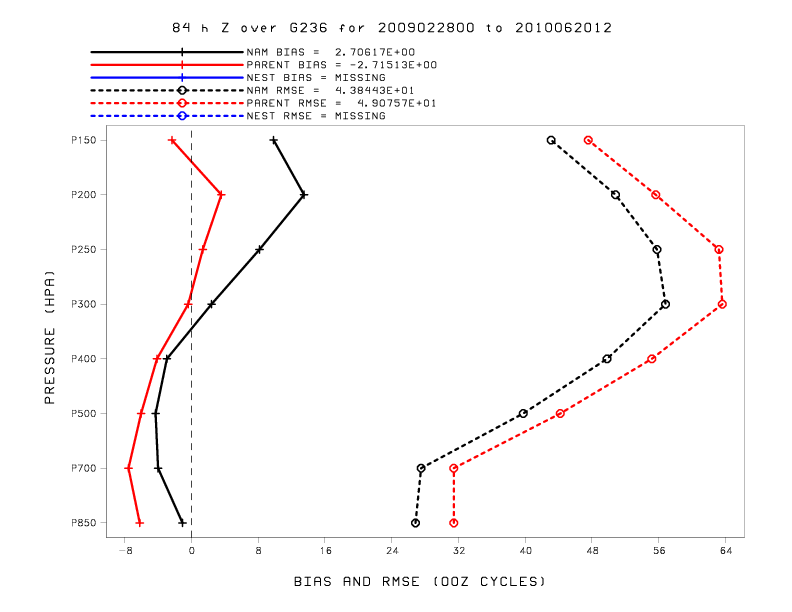 84 h Z over G236 for 2009022800 to 2010062012
NAM BIAS = 2.70617E+00
PARENT BIAS = -2.71513E+00
NEST BIAS = MISSING
NAM RMSE = 4.38443E+01
PARENT RMSE = 4.90757E+01
NEST RMSE = MISSING
P150
P200
P250
P300
P400
P500
P700
P850
PRESSURE (HPA)
-8 0 8 16 24 32 40 48 56 64
BIAS AND RMSE (00Z CYCLES)